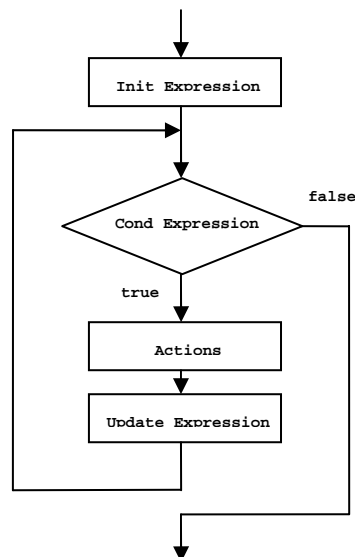 Init Expression
Cond Expression
false
true
Actions
Update Expression